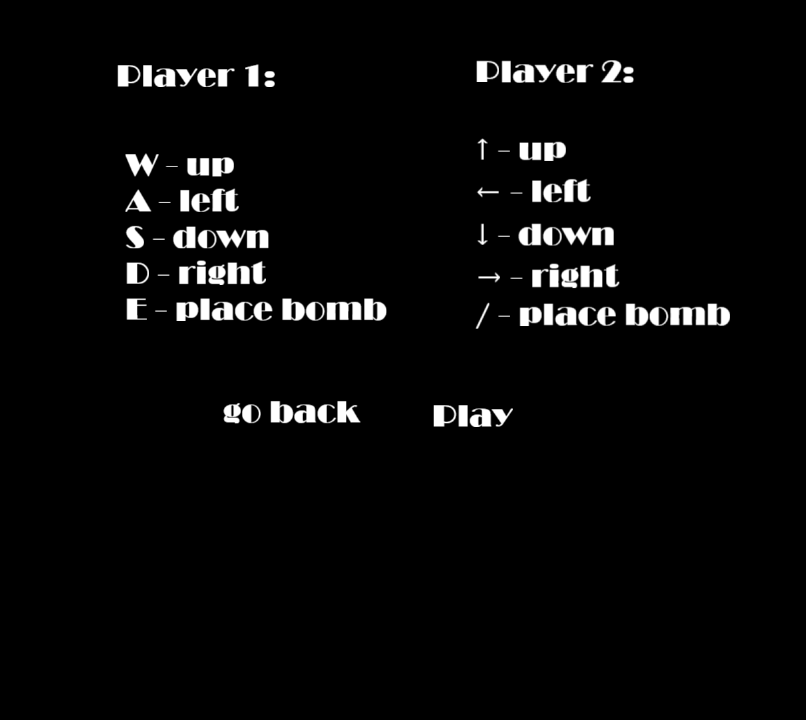 Player 1:
W - up
A - left
S - down
D - right
E - place bomb
Player 2:
↑ - up
← - left
↓ - down
→ - right
/ - place bomb
go back
Play